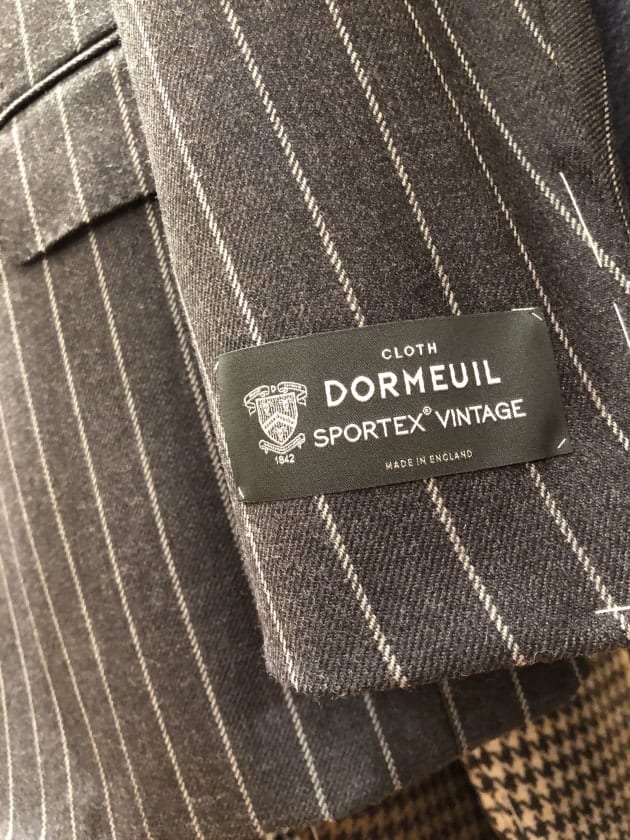 CLOTH
DORMEUIL
SPORTEX® VINTAGE
D
1842
MADE IN ENGLAND